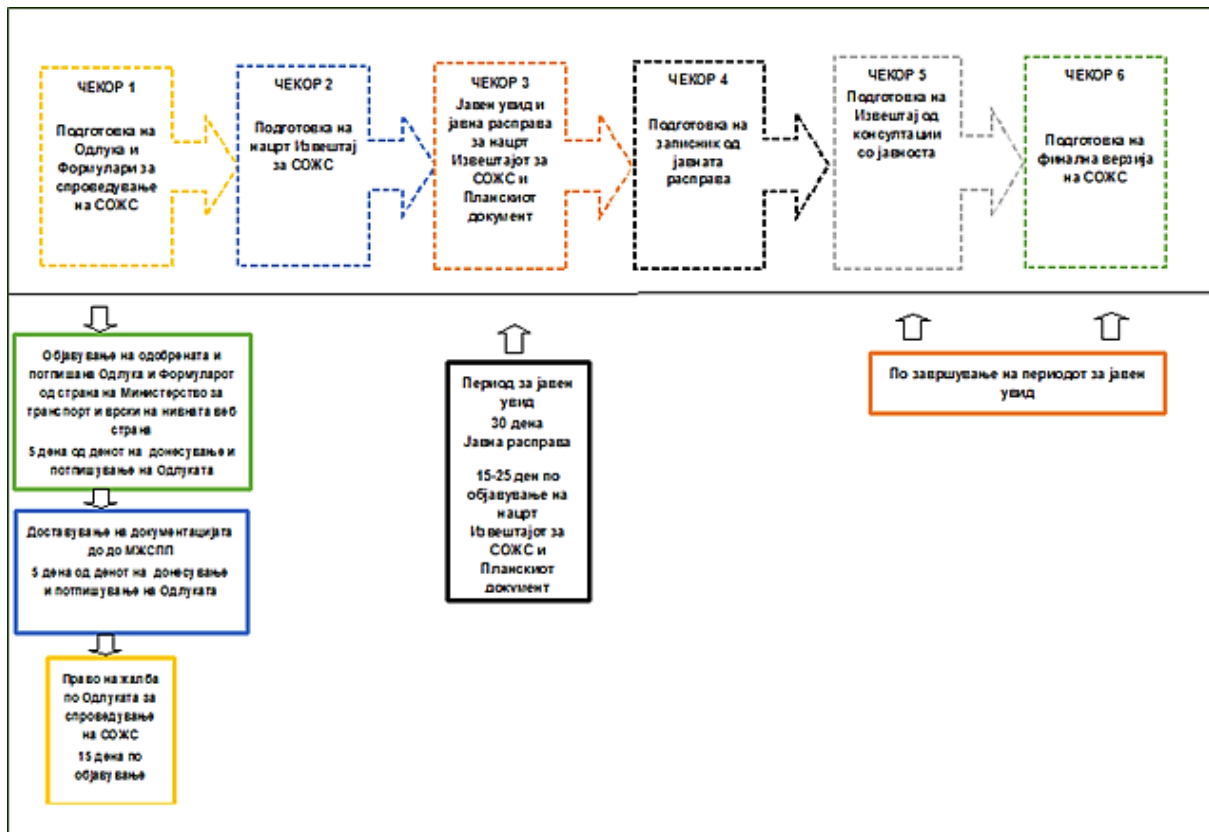 ЧЕКОР 1
Подготовка на
Одлука и
Формулари за
спроведување
на СОЖС
ЧЕКОР 2
Подготовка на
нацрт Извештај
за СОЖС
ЧЕКОР 3
Јавен увид и
јавна расправа
за нацрт
Извештајот за
СОЖС и
Планскиот
документ
ЧЕКОР 4
Подготовка на
записник од
јавната
расправа
ЧЕКОР 5
Подготовка на
Извештај од
консултации
со јавноста
ЧЕКОР 6
Подготовка на
финална верзија
на СОЖС
Објавување на одобрената и
потпишана Одлука и Формуларот
од страна на Министерство за
транспорт и врски на нивната веб
страна
5 дена од денот на донесување и
потпишување на Одлуката
Доставување на документацијата
до до МЖСПП
5 дена од денот на донесување
и потпишување на Одлуката
Право на жалба
по Одлуката за
спроведување
на СОЖС
15 дена по
објавување
Период за јавен
увид
30 дена
Јавна расправа
15-25 ден по
објавување на
нацрт
Извештајот за
СОЖС и
Планскиот
документ
По завршување на периодот за јавен
увид